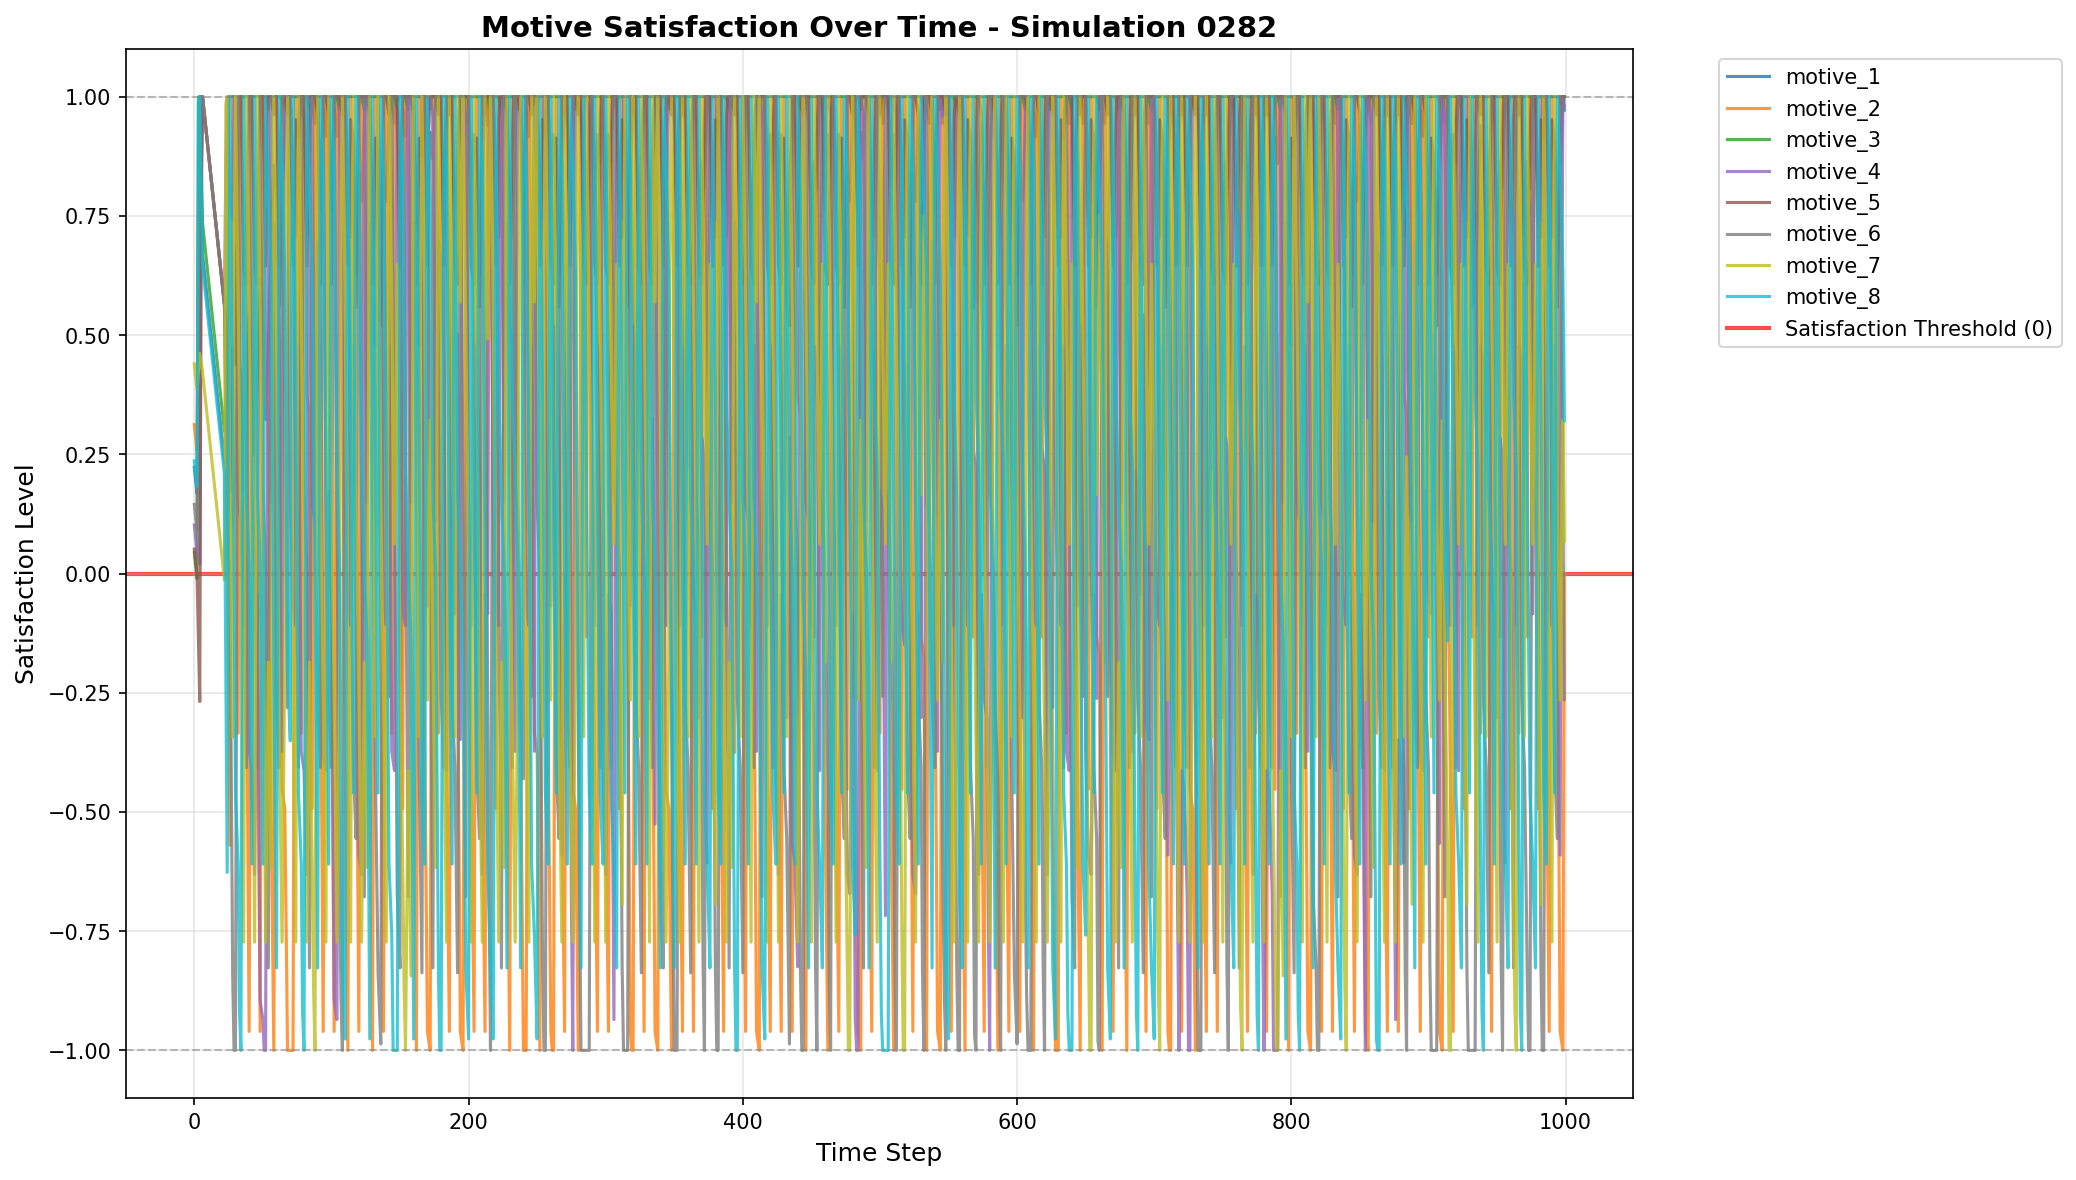 Motive Satisfaction Over Time - Simulation 0282
motive_1
motive_2
motive_3
motive_4
motive_5
motive_6
motive_7
motive_8
Satisfaction Threshold (0)
Satisfaction Level
1.00
0.75
0.50
0.25
0.00
−0.25
−0.50
−0.75
−1.00
0 200 400 600 800 1000
Time Step